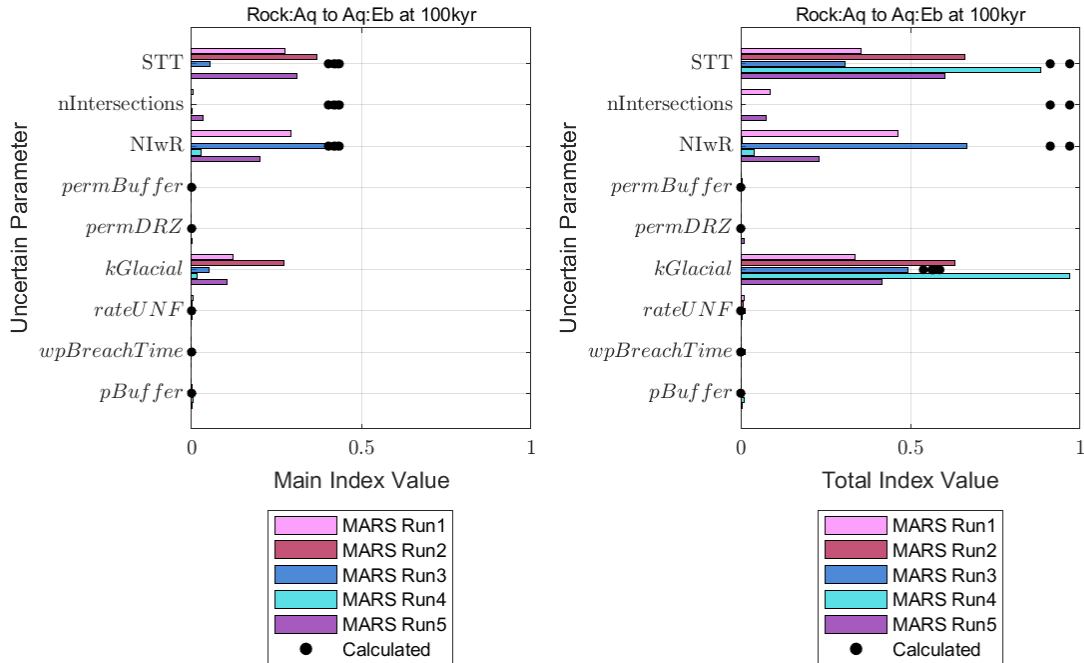 Rock:Aq to Aq:Eb at 100kyr
Uncertain Parameter
STT
nIntersections
NIwR
permBuffer
permDRZ
kGlacial
rateUNF
wpBreachTime
pBuffer
0
0.5
1
Main Index Value
MARS Run1
MARS Run2
MARS Run3
MARS Run4
MARS Run5
Calculated
Rock:Aq to Aq:Eb at 100kyr
Uncertain Parameter
STT
nIntersections
NIwR
permBuffer
permDRZ
kGlacial
rateUNF
wpBreachTime
pBuffer
0
0.5
1
Total Index Value
MARS Run1
MARS Run2
MARS Run3
MARS Run4
MARS Run5
Calculated